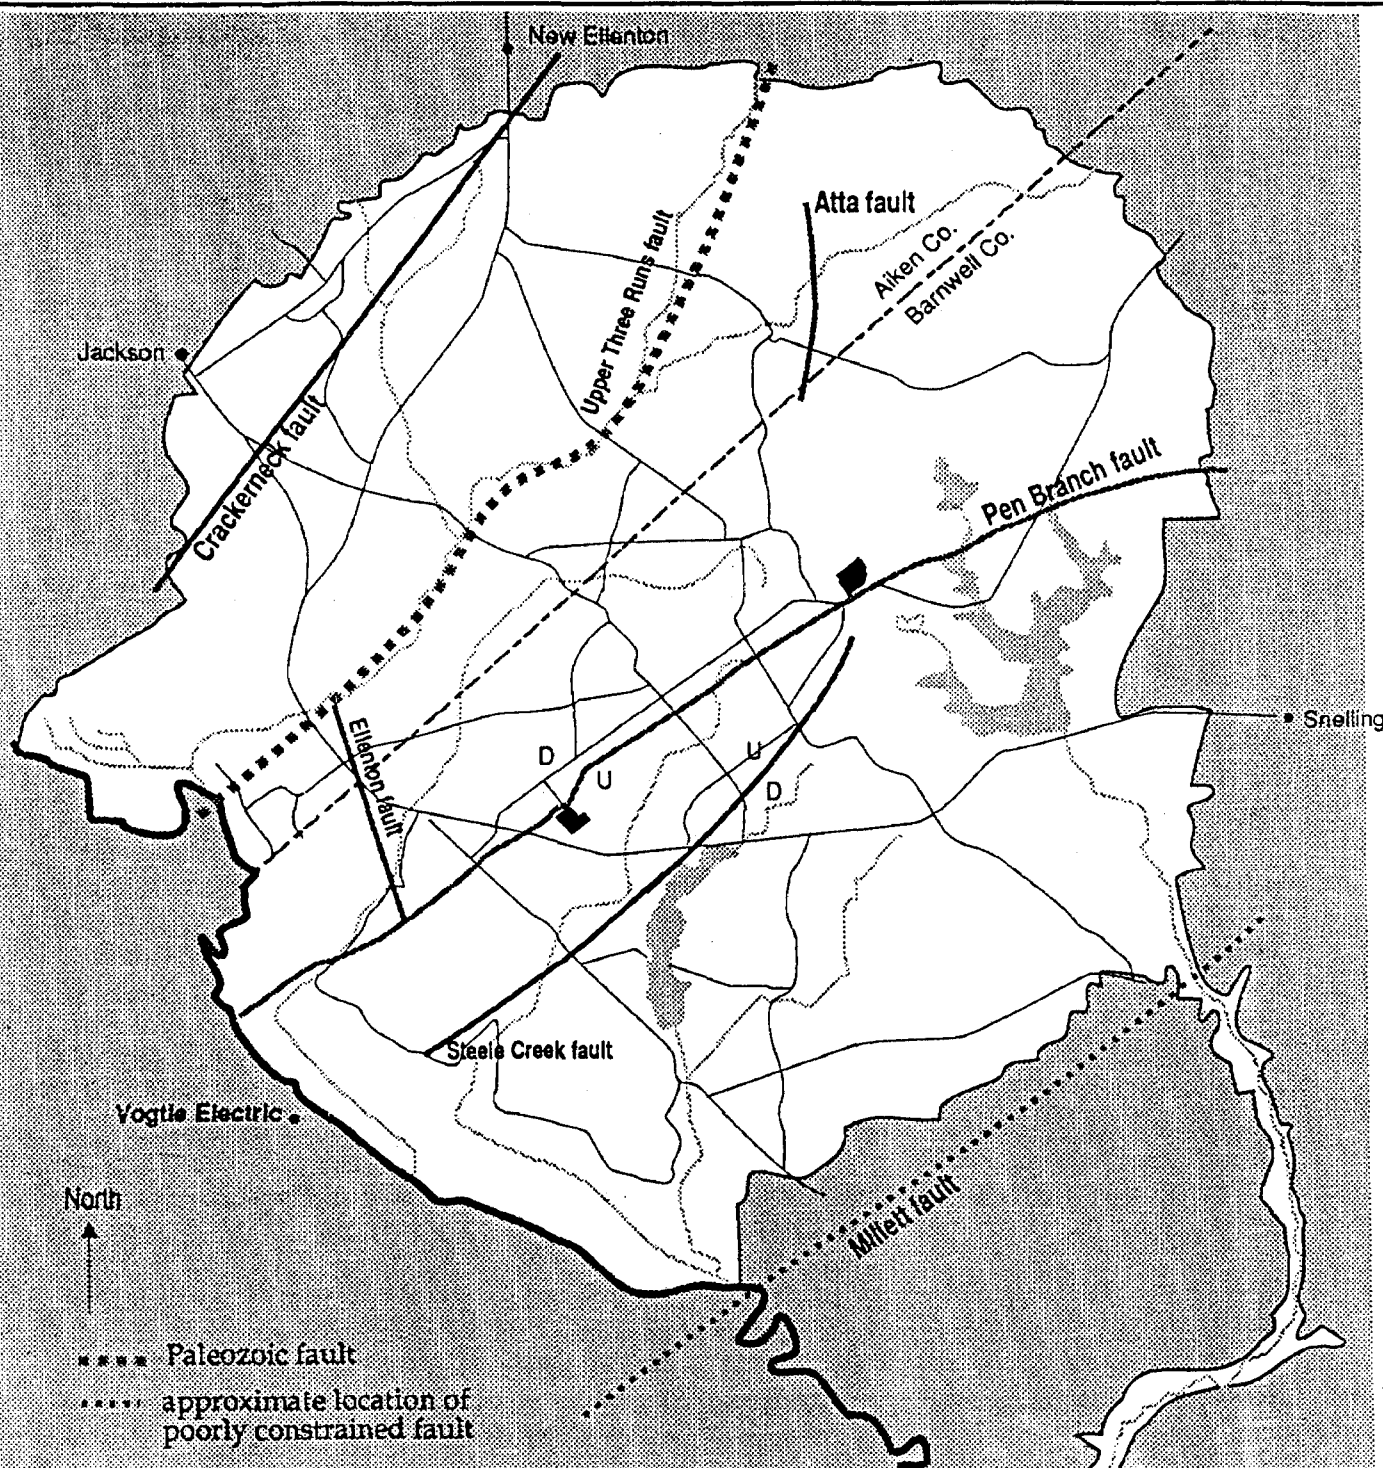 New Ellenton
Atta fault
Upper Three Runs fault
Aiken Co.
Barnwell Co.
Jackson
Crackerneck fault
Pen Branch fault
Snelling
Ellenton fault
D
U
U
D
Steele Creek fault
Vogtle Electric
North
Millett fault
Paleozoic fault
approximate location of
poorly constrained fault